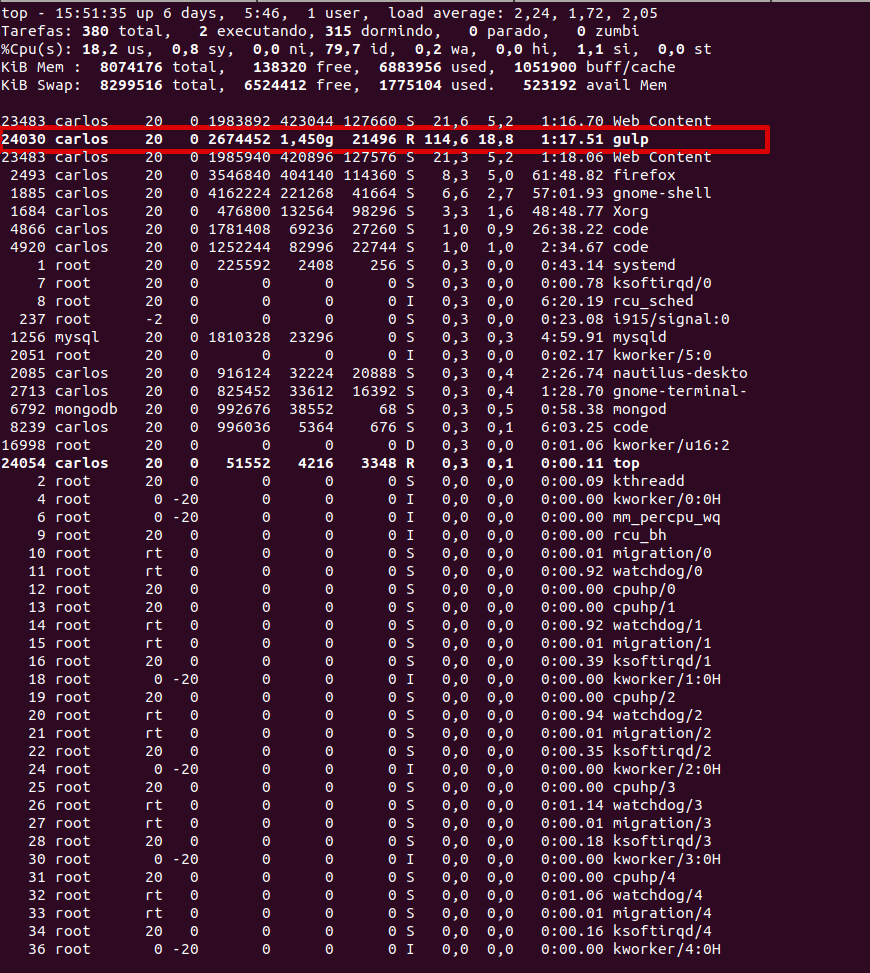 top - 15:51:35 up 6 days,  5:46,  1 user,  load average: 2,24, 1,72, 2,05
Tarefas: 380 total,   2 executando, 315 dormindo,   0 parado,   0 zumbi
%Cpu(s): 18,2 us,  0,8 sy,  0,0 ni, 79,7 id,  0,2 wa,  0,0 hi,  1,1 si,  0,0 st
KiB Mem :  8074176 total,   138320 free,  6883956 used,  1051900 buff/cache
KiB Swap:  8299516 total,  6524412 free,  1775104 used.   523192 avail Mem
23483 carlos    20   0 1983892 423044 127660 S  21,6  5,2   1:16.70 Web Content
24030 carlos    20   0 2674452 1,450g  21496 R 114,6 18,8   1:17.51 gulp
23483 carlos    20   0 1985940 420896 127576 S  21,3  5,2   1:18.06 Web Content
2493 carlos    20   0 3546840 404140 114360 S   8,3  5,0  61:48.82 firefox
1885 carlos    20   0 4162224 221268  41664 S   6,6  2,7  57:01.93 gnome-shell
1684 carlos    20   0  476800 132564  98296 S   3,3  1,6  48:48.77 Xorg
4866 carlos    20   0 1781408  69236  27260 S   1,0  0,9  26:38.22 code
4920 carlos    20   0 1252244  82996  22744 S   1,0  1,0   2:34.67 code
1 root      20   0  225592   2408    256 S   0,3  0,0   0:43.14 systemd
7 root      20   0       0      0      0 S   0,3  0,0   0:00.78 ksoftirqd/0
8 root      20   0       0      0      0 I   0,3  0,0   6:20.19 rcu_sched
237 root      -2   0       0      0      0 S   0,3  0,0   0:23.08 i915/signal:0
1256 mysql     20   0 1810328  23296      0 S   0,3  0,3   4:59.91 mysqld
2051 root      20   0       0      0      0 I   0,3  0,0   0:02.17 kworker/5:0
2085 carlos    20   0  916124  32224  20888 S   0,3  0,4   2:26.74 nautilus-deskto
2713 carlos    20   0  825452  33612  16392 S   0,3  0,4   1:28.70 gnome-terminal-
6792 mongodb   20   0  992676  38552     68 S   0,3  0,5   0:58.38 mongod
8239 carlos    20   0  996036   5364    676 S   0,3  0,1   6:03.25 code
16998 root      20   0       0      0      0 D   0,3  0,0   0:01.06 kworker/u16:2
24054 carlos    20   0   51552   4216   3348 R   0,3  0,1   0:00.11 top
2 root      20   0       0      0      0 S   0,0  0,0   0:00.09 kthreadd
4 root       0 -20       0      0      0 I   0,0  0,0   0:00.00 kworker/0:0H
6 root       0 -20       0      0      0 I   0,0  0,0   0:00.00 mm_percpu_wq
9 root      20   0       0      0      0 I   0,0  0,0   0:00.00 rcu_bh
10 root      rt   0       0      0      0 S   0,0  0,0   0:00.01 migration/0
11 root      rt   0       0      0      0 S   0,0  0,0   0:00.92 watchdog/0
12 root      20   0       0      0      0 S   0,0  0,0   0:00.00 cpuhp/0
13 root      20   0       0      0      0 S   0,0  0,0   0:00.00 cpuhp/1
14 root      rt   0       0      0      0 S   0,0  0,0   0:00.92 watchdog/1
15 root      rt   0       0      0      0 S   0,0  0,0   0:00.01 migration/1
16 root      20   0       0      0      0 S   0,0  0,0   0:00.39 ksoftirqd/1
18 root       0 -20       0      0      0 I   0,0  0,0   0:00.00 kworker/1:0H
19 root      20   0       0      0      0 S   0,0  0,0   0:00.00 cpuhp/2
20 root      rt   0       0      0      0 S   0,0  0,0   0:00.94 watchdog/2
21 root      rt   0       0      0      0 S   0,0  0,0   0:00.01 migration/2
22 root      20   0       0      0      0 S   0,0  0,0   0:00.35 ksoftirqd/2
24 root       0 -20       0      0      0 I   0,0  0,0   0:00.00 kworker/2:0H
25 root      20   0       0      0      0 S   0,0  0,0   0:00.00 cpuhp/3
26 root      rt   0       0      0      0 S   0,0  0,0   0:01.14 watchdog/3
27 root      rt   0       0      0      0 S   0,0  0,0   0:00.01 migration/3
28 root      20   0       0      0      0 S   0,0  0,0   0:00.18 ksoftirqd/3
30 root       0 -20       0      0      0 I   0,0  0,0   0:00.00 kworker/3:0H
31 root      20   0       0      0      0 S   0,0  0,0   0:00.00 cpuhp/4
32 root      rt   0       0      0      0 S   0,0  0,0   0:01.06 watchdog/4
33 root      rt   0       0      0      0 S   0,0  0,0   0:00.01 migration/4
34 root      20   0       0      0      0 S   0,0  0,0   0:00.16 ksoftirqd/4
36 root       0 -20       0      0      0 I   0,0  0,0   0:00.00 kworker/4:0H